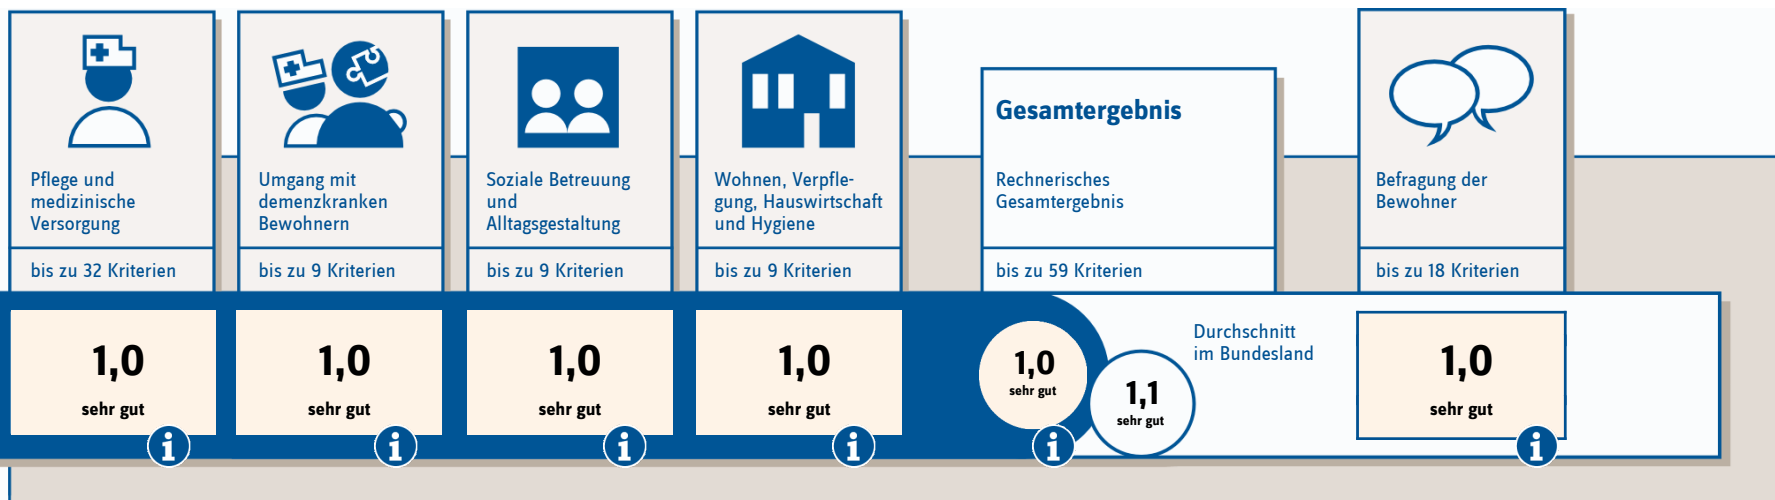 Pflege und
medizinische
Versorgung
bis zu 32 Kriterien
1,0
sehr gut
Umgang mit
demenzkranken
Bewohnern
bis zu 9 Kriterien
1,0
sehr gut
Soziale Betreuung
und
Alltagsgestaltung
bis zu 9 Kriterien
1,0
sehr gut
Wohnen, Verpfle-
gung, Hauswirtschaft
und Hygiene
bis zu 9 Kriterien
1,0
sehr gut
Gesamtergebnis
Rechnerisches
Gesamtergebnis
bis zu 59 Kriterien
1,0
sehr gut
1,1
sehr gut
Durchschnitt
im Bundesland
Befragung der
Bewohner
bis zu 18 Kriterien
1,0
sehr gut